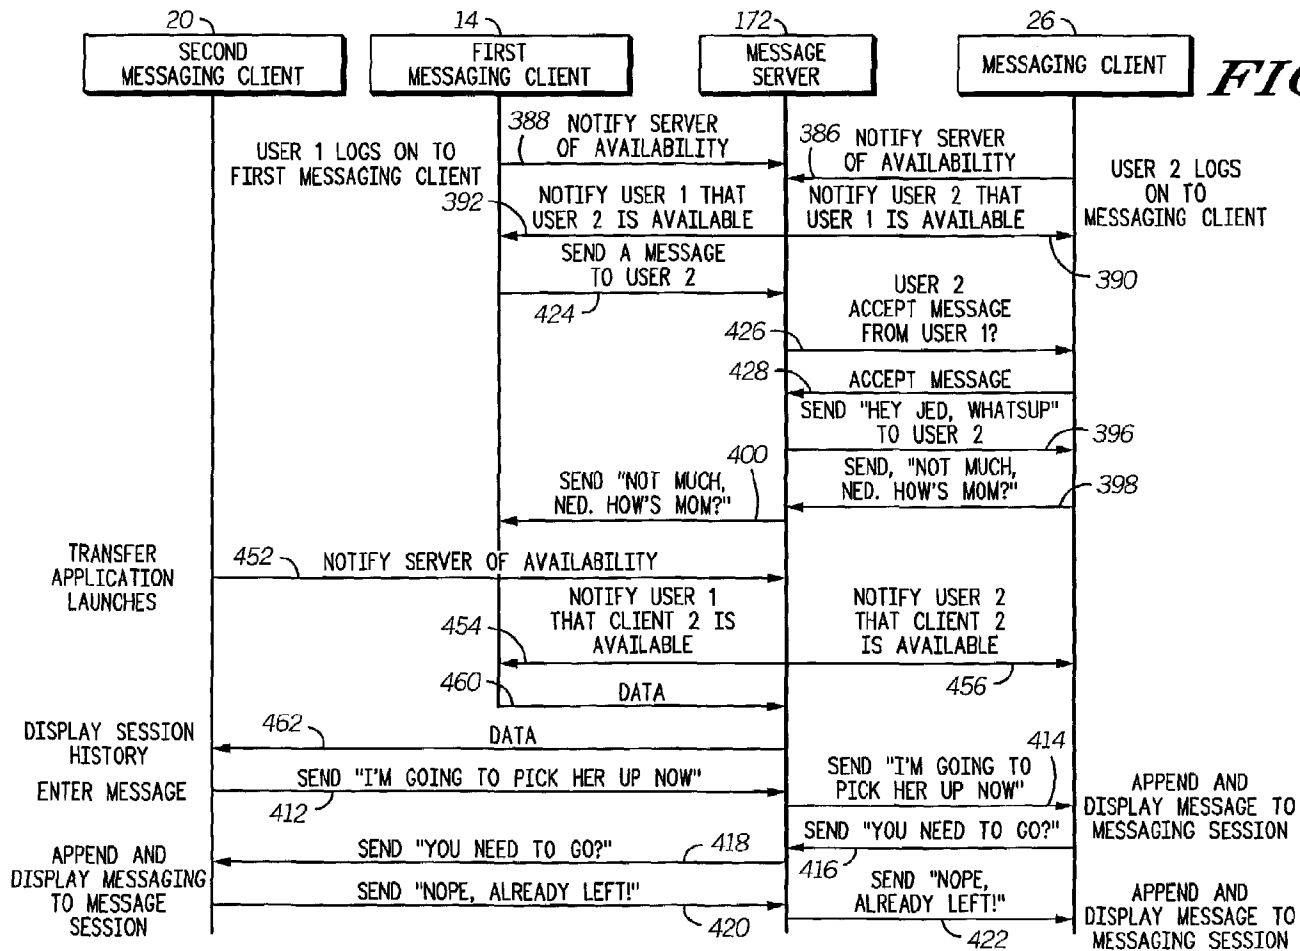 20
14
172
26
SECOND
MESSAGING CLIENT
FIRST
MESSAGING CLIENT
MESSAGE
SERVER
MESSAGING CLIENT
FIG
USER 1 LOGS ON TO
FIRST MESSAGING CLIENT
388
NOTIFY SERVER
OF AVAILABILITY
386
NOTIFY SERVER
OF AVAILABILITY
USER 2 LOGS
ON TO
MESSAGING CLIENT
392
NOTIFY USER 1 THAT
USER 2 IS AVAILABLE
NOTIFY USER 2 THAT
USER 1 IS AVAILABLE
390
SEND A MESSAGE
TO USER 2
424
USER 2
ACCEPT MESSAGE
FROM USER 1?
426
428
ACCEPT MESSAGE
SEND "HEY JED, WHATSUP"
TO USER 2
396
400
SEND "NOT MUCH,
NED. HOW'S MOM?"
SEND, "NOT MUCH,
NED. HOW'S MOM?"
398
TRANSFER
APPLICATION
LAUNCHES
452
NOTIFY SERVER OF AVAILABILITY
454
NOTIFY USER 1
THAT CLIENT 2 IS
AVAILABLE
NOTIFY USER 2
THAT CLIENT 2
IS AVAILABLE
456
460
DATA
DISPLAY SESSION
HISTORY
462
DATA
414
ENTER MESSAGE
SEND "I'M GOING TO PICK HER UP NOW"
412
SEND "I'M GOING TO
PICK HER UP NOW"
APPEND AND
DISPLAY MESSAGE TO
MESSAGING SESSION
SEND "YOU NEED TO GO?"
416
SEND "YOU NEED TO GO?"
418
APPEND AND
DISPLAY MESSAGING
TO MESSAGE
SESSION
SEND "NOPE, ALREADY LEFT!"
420
SEND "NOPE,
ALREADY LEFT!"
422
APPEND AND
DISPLAY MESSAGE TO
MESSAGING SESSION